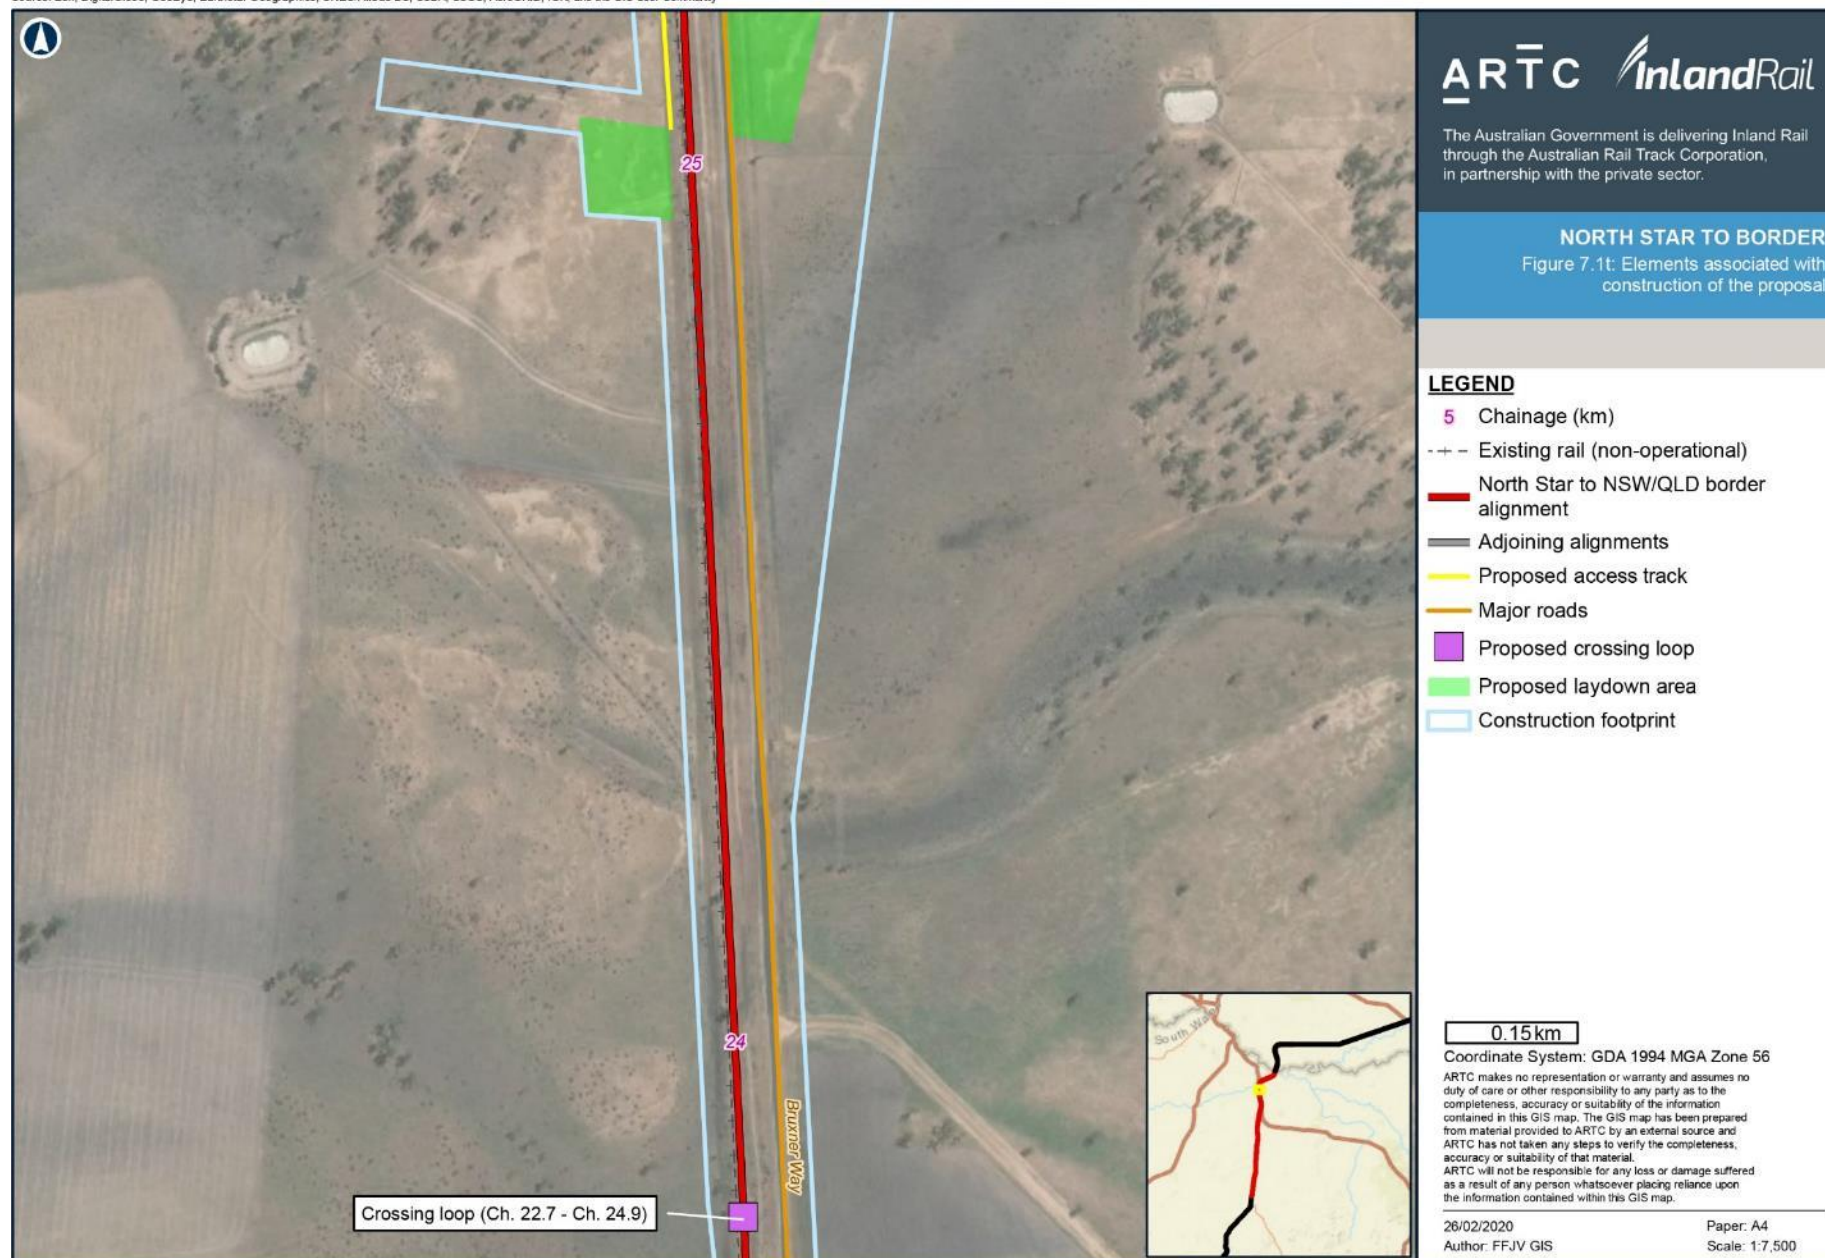 25
24
Bruxner Way
Crossing loop (Ch. 22.7 - Ch. 24.9)
South Wales
ARTC InlandRail
The Australian Government is delivering Inland Rail
through the Australian Rail Track Corporation,
in partnership with the private sector.
NORTH STAR TO BORDER
Figure 7.1t: Elements associated with
construction of the proposal
LEGEND
5 Chainage (km)
Existing rail (non-operational)
North Star to NSW/QLD border
alignment
Adjoining alignments
Proposed access track
Major roads
Proposed crossing loop
Proposed laydown area
Construction footprint
0.15 km
Coordinate System: GDA 1994 MGA Zone 56
ARTC makes no representation or warranty and assumes no
duty of care or other responsibility to any party as to the
completeness, accuracy or suitability of the information
contained in this GIS map. The GIS map has been prepared
from material provided to ARTC by an external source and
ARTC has not taken any steps to verify the completeness,
accuracy or suitability of that material.
ARTC will not be responsible for any loss or damage suffered
as a result of any person whatsoever placing reliance upon
the information contained within this GIS map.
26/02/2020 Paper: A4
Author: FFJV GIS Scale: 1:7,500